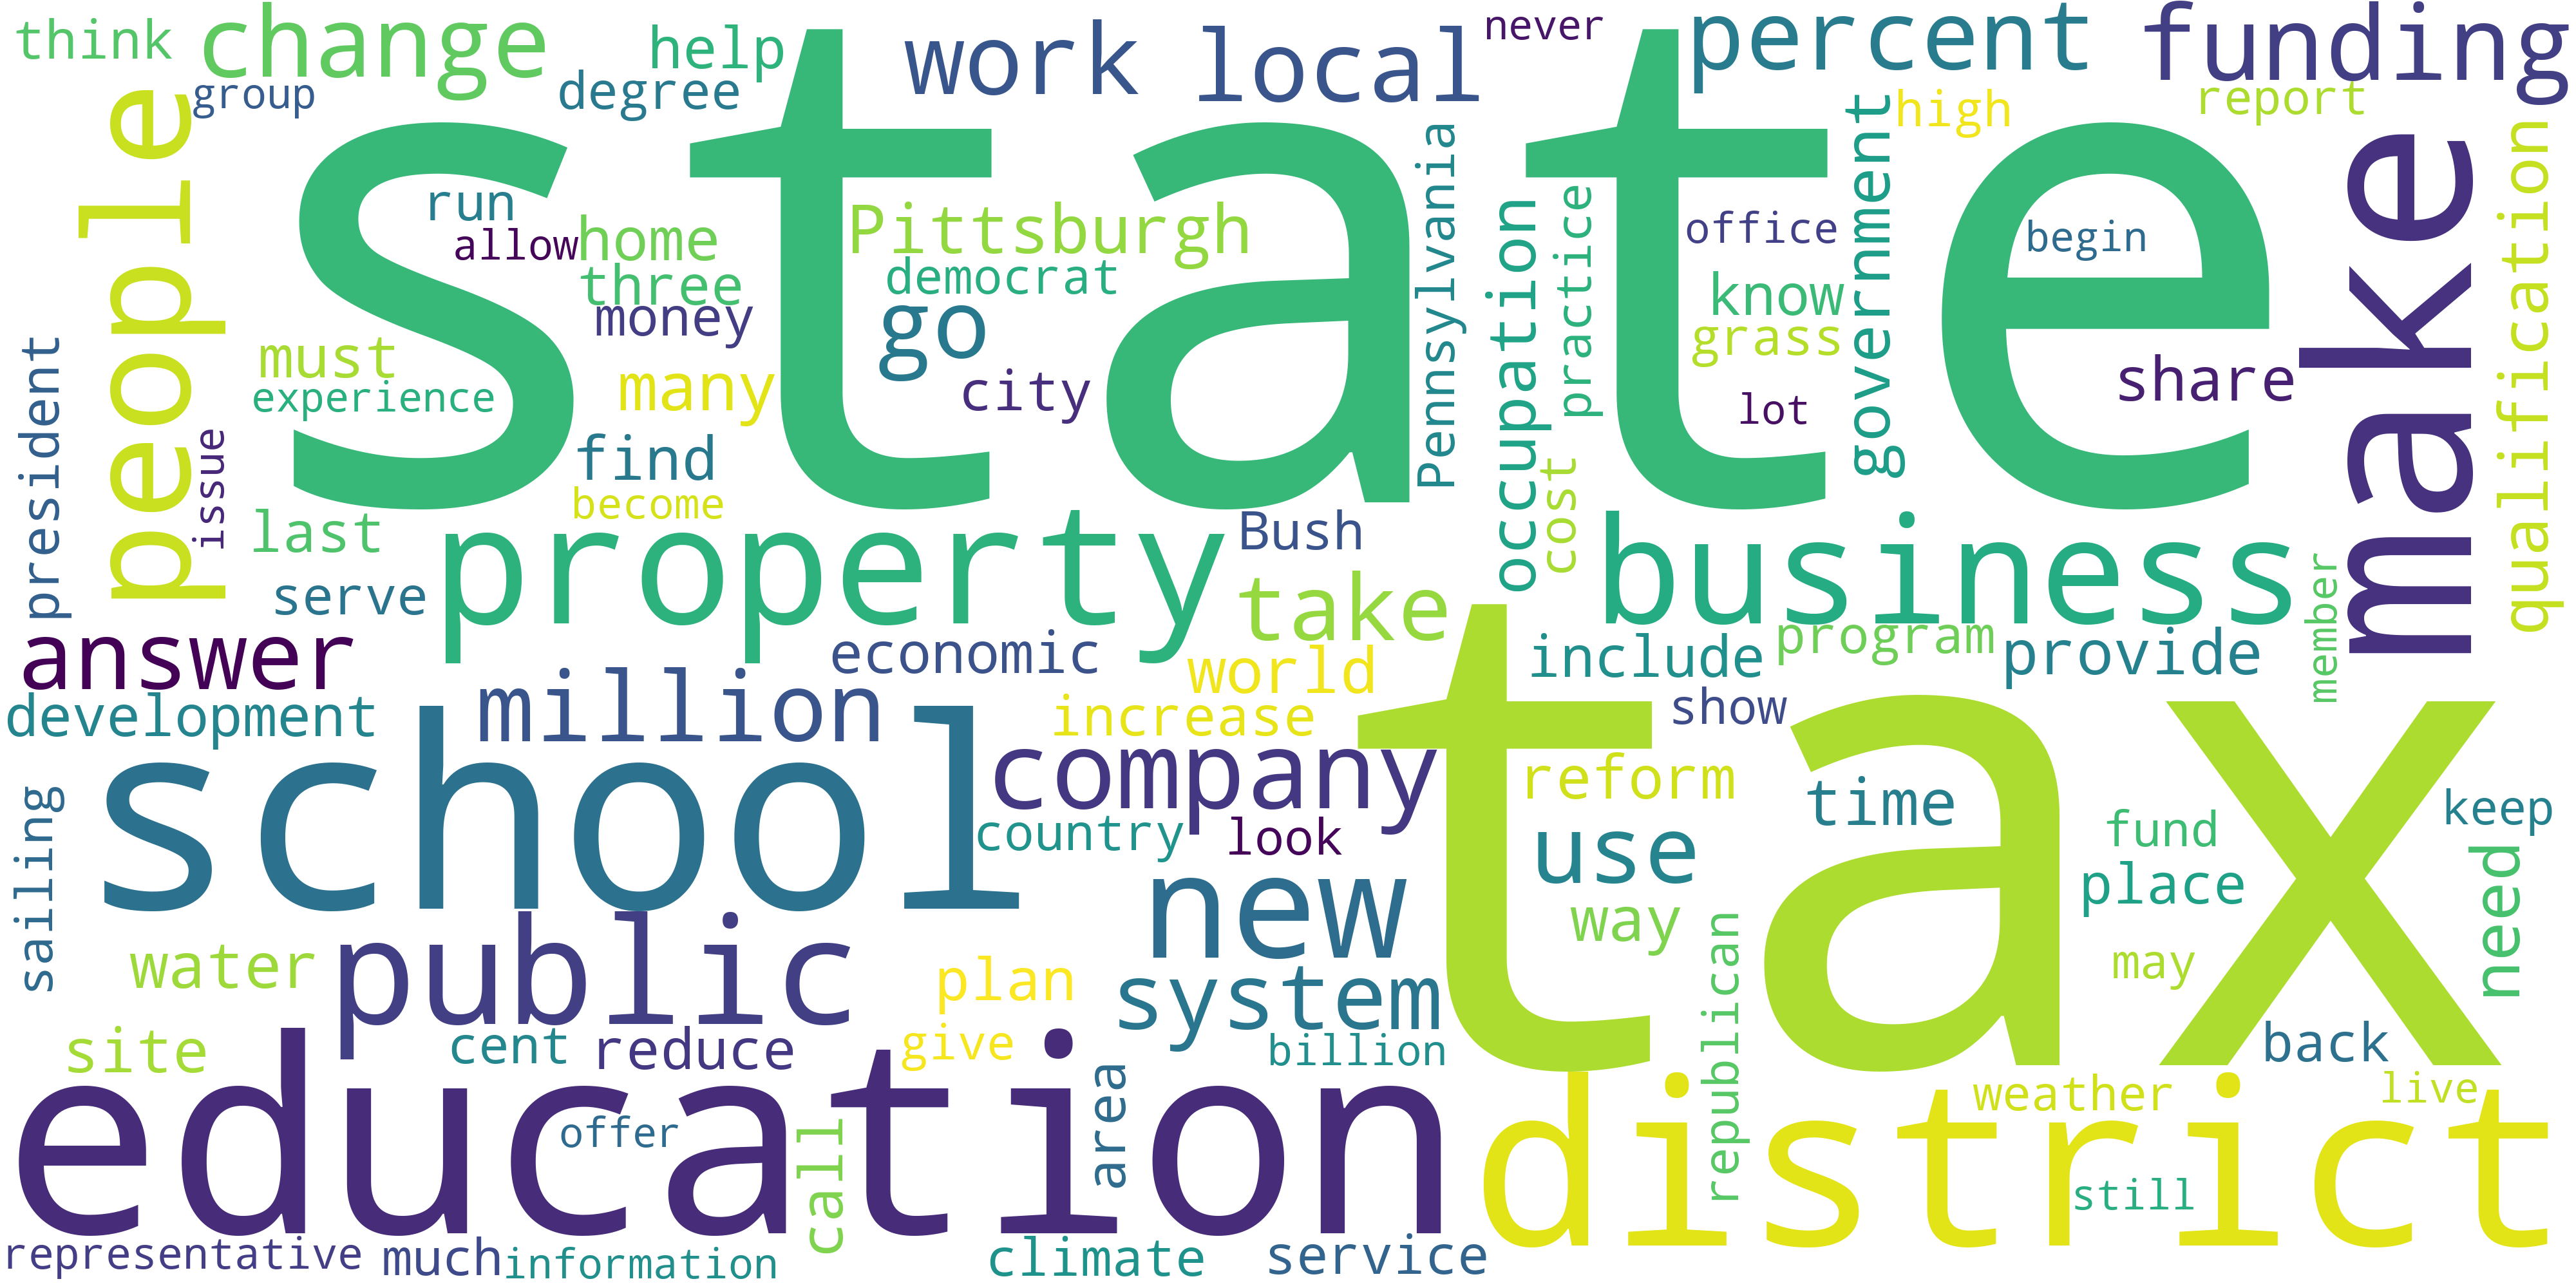 think
change
help
work
local
never
percent
funding
group
degree
high
report
people
state
make
run
allow
home
three
money
Pittsburgh
democrat
go
city
many
Pennsylvania
occupation
practice
office
know
grass
lot
government
begin
share
qualification
must
experience
president
issue
find
become
last
serve
property
Bush
take
cost
business
member
answer
economic
world
include
program
provide
development
million
increase
show
tax
school
company
country
look
reform
time
use
fund
keep
place
need
sailing
water
public
plan
new
system
way
republican
may
site
cent
reduce
give
billion
back
education
offer
call
area
district
weather
live
still
representative
much
information
climate
service